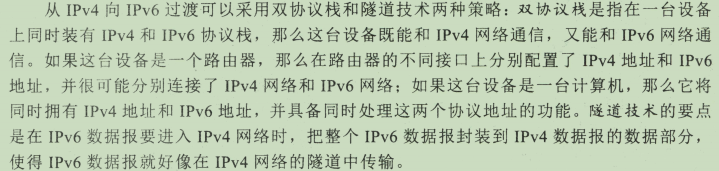 从 IPv4 向 IPv6 过渡可以采用双协议栈和隧道技术两种策略：双协议栈是指在一台设备
上同时装有 IPv4 和 IPv6 协议栈，那么这台设备既能和 IPv4 网络通信，又能和 IPv6 网络通
信。如果这台设备是一个路由器，那么在路由器的不同接口上分别配置了 IPv4 地址和 IPv6
地址，并很可能分别连接了 IPv4 网络和 IPv6 网络；如果这台设备是一台计算机，那么它将
同时拥有 IPv4 地址和 IPv6 地址，并具备同时处理这两个协议地址的功能。隧道技术的要点
是在 IPv6 数据报要进入 IPv4 网络时，把整个 IPv6 数据报封装到 IPv4 数据报的数据部分，
使得 IPv6 数据报就好像在 IPv4 网络的隧道中传输。